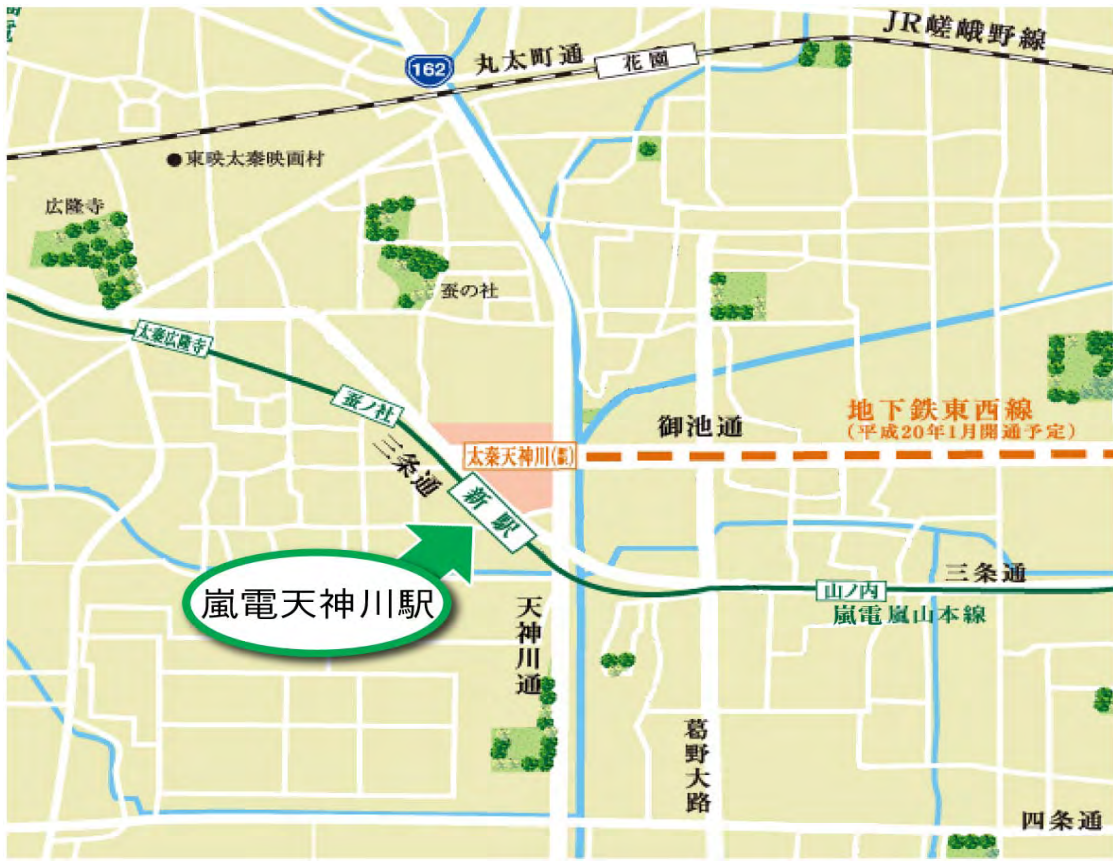 JR嵯峨野線
162
丸太町通
花園
●東映太秦映画村
広隆寺
蚕の社
太秦広隆寺
蚕ノ社
三条通
御池通
地下鉄東西線
(平成20年1月開通予定)
太秦天神川
新駅
嵐電天神川駅
三条通
山ノ内
嵐電嵐山本線
天神川通
葛野大路
四条通